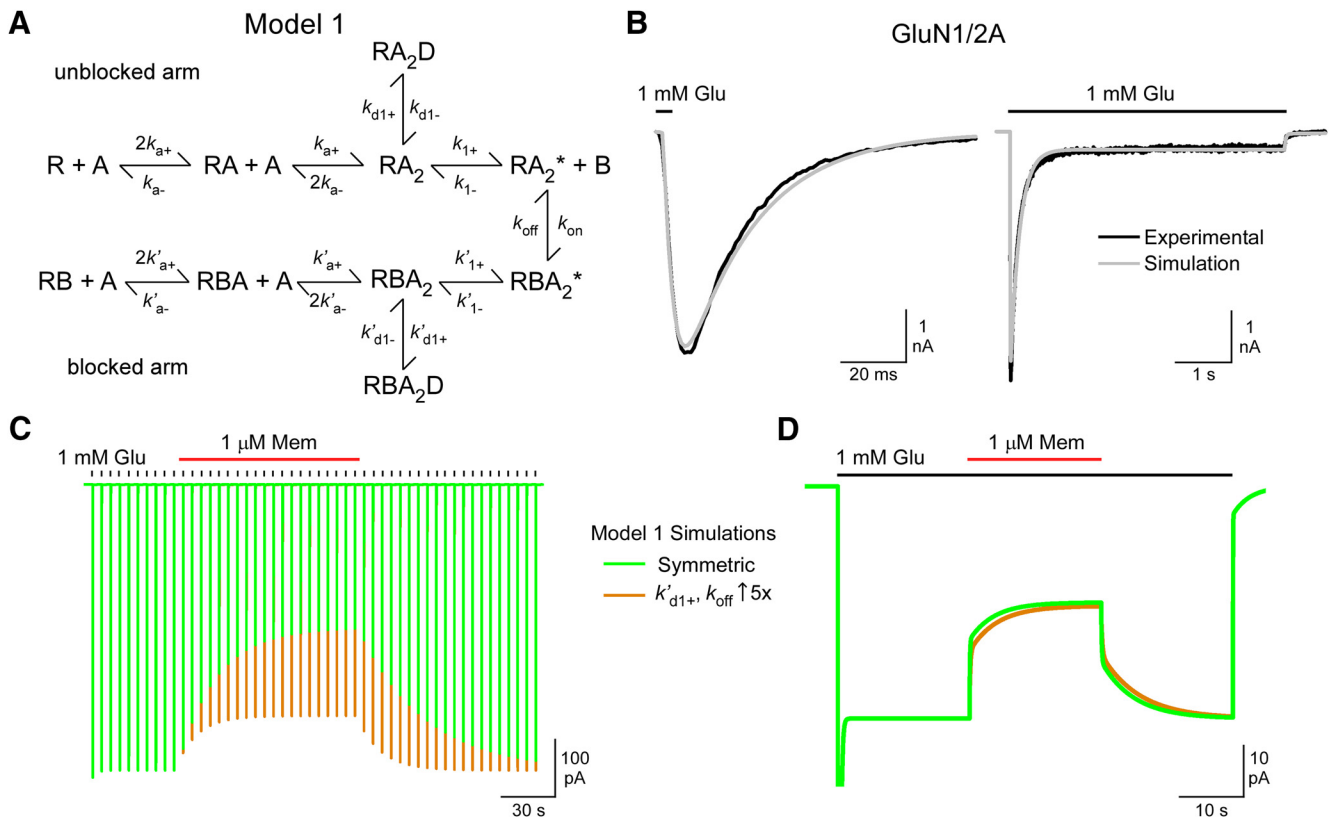 A
Model 1
unblocked arm
RA2D
kd1+ kd1-
2ka+ ka+ k1+
R + A RA + A RA2 RA2* + B
ka- 2ka- k1-
koff kon
2k'a+ k'a+ k'1+
RB + A RBA + A RBA2 RBA2*
k'a- 2k'a- k'1-
k'd1- k'd1+
blocked arm
RBA2D
B
GluN1/2A
1 mM Glu
1 mM Glu
Experimental
Simulation
1 nA
20 ms
1 nA
1 s
C
1 μM Mem
1 mM Glu
100 pA
30 s
Model 1 Simulations
Symmetric
k'd1+, koff ↑5x
D
1 μM Mem
1 mM Glu
10 pA
10 s